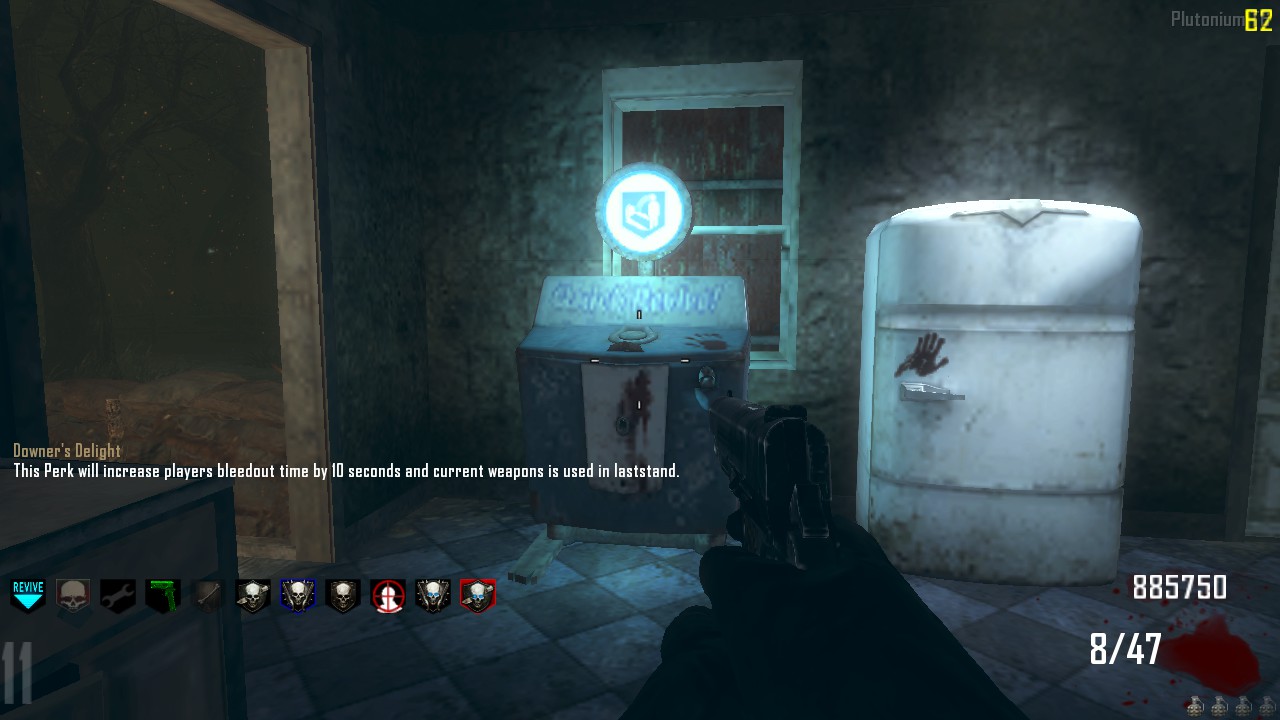 Plutonium
62
Downer's Delight
This Perk will increase players bleedout time by 10 seconds and current weapons is used in laststand.
REVIVE
885750
8/47
11